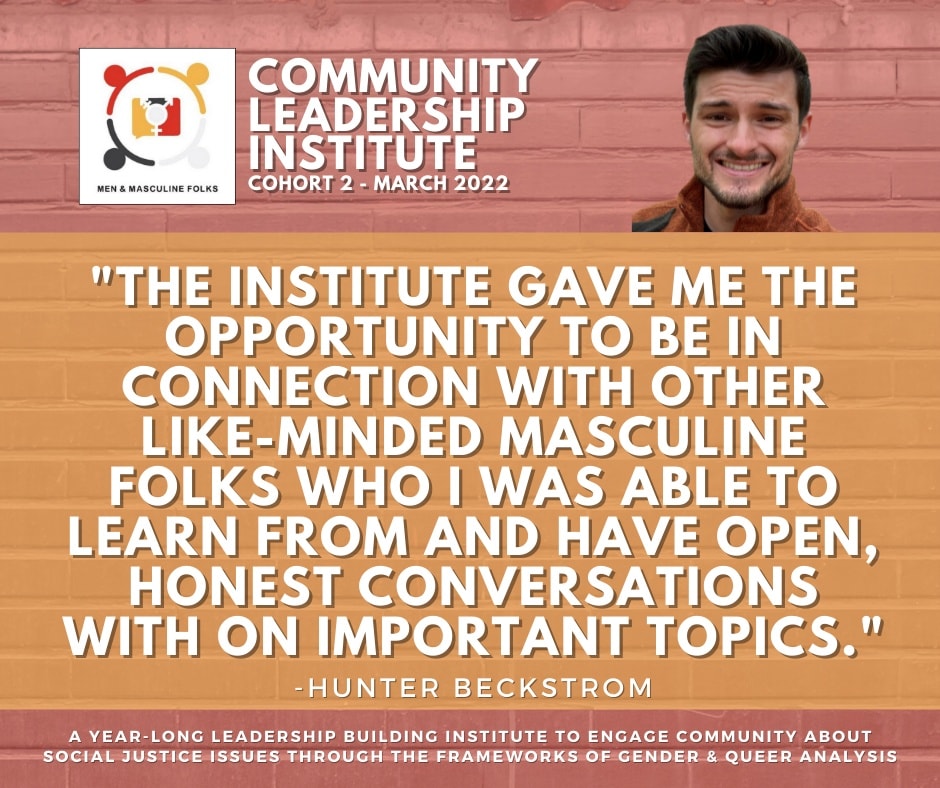 MEN & MASCULINE FOLKS
COMMUNITY
LEADERSHIP
INSTITUTE
COHORT 2 - MARCH 2022
"THE INSTITUTE GAVE ME THE
OPPORTUNITY TO BE IN
CONNECTION WITH OTHER
LIKE-MINDED MASCULINE
FOLKS WHO I WAS ABLE TO
LEARN FROM AND HAVE OPEN,
HONEST CONVERSATIONS
WITH ON IMPORTANT TOPICS."
-HUNTER BECKSTROM
A YEAR-LONG LEADERSHIP BUILDING INSTITUTE TO ENGAGE COMMUNITY ABOUT
SOCIAL JUSTICE ISSUES THROUGH THE FRAMEWORKS OF GENDER & QUEER ANALYSIS